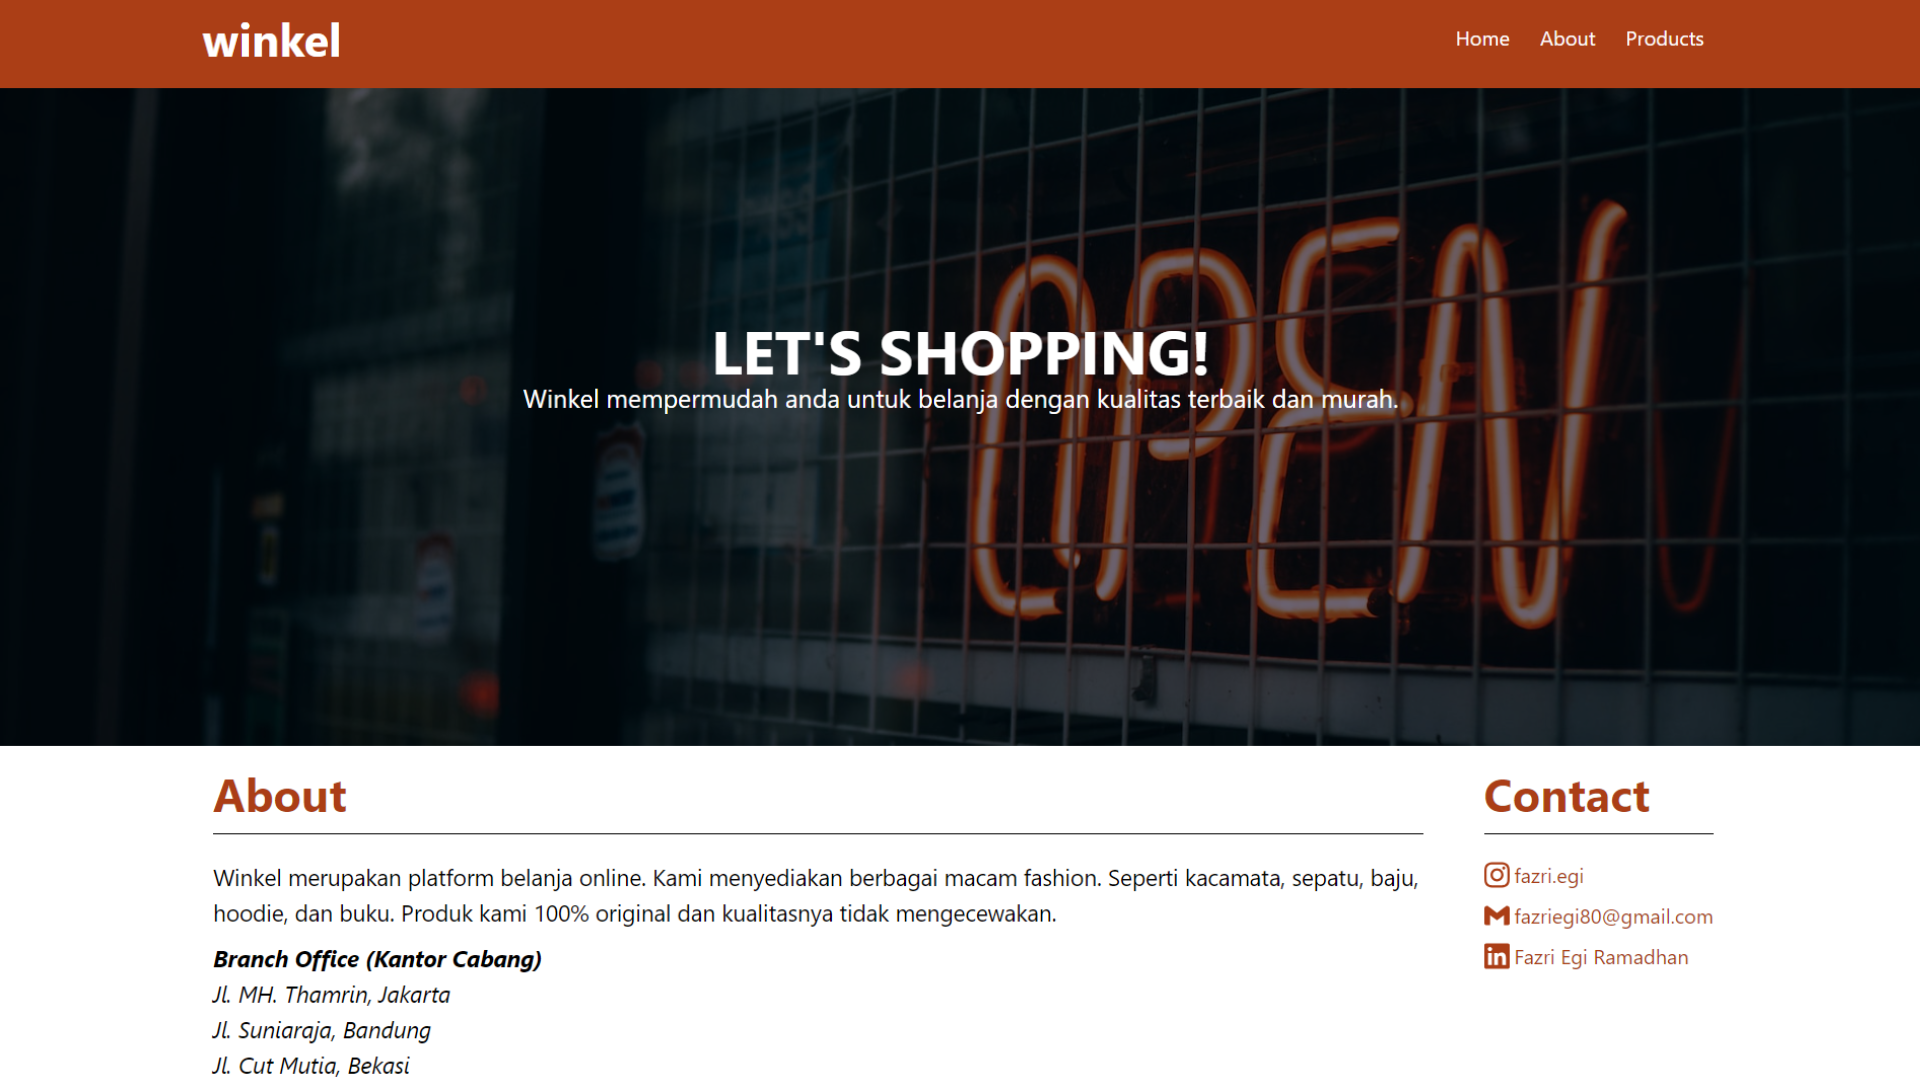 winkel
Home About Products
OPEN
LET'S SHOPPING!
Winkel mempermudah anda untuk belanja dengan kualitas terbaik dan murah.
About
Winkel merupakan platform belanja online. Kami menyediakan berbagai macam fashion. Seperti kacamata, sepatu, baju,
hoodie, dan buku. Produk kami 100% original dan kualitasnya tidak mengecewakan.
Branch Office (Kantor Cabang)
Jl. MH. Thamrin, Jakarta
Jl. Suniaraja, Bandung
Jl. Cut Mutia, Bekasi
Contact
fazri.egi
fazriegi80@gmail.com
Fazri Egi Ramadhan